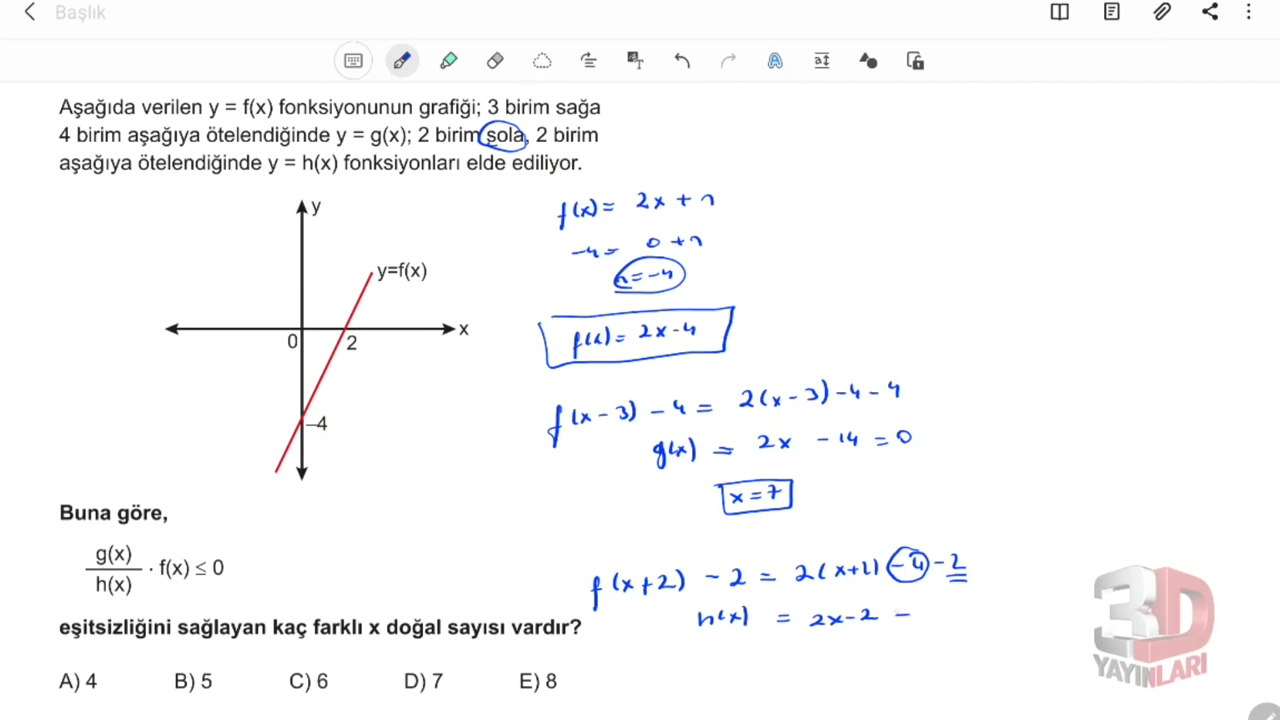 Başlık
Aşağıda verilen y = f(x) fonksiyonunun grafiği; 3 birim sağa
4 birim aşağıya ötelendiğinde y = g(x); 2 birim sola, 2 birim
aşağıya ötelendiğinde y = h(x) fonksiyonları elde ediliyor.
y
y=f(x)
x
0
2
–4
f(x) = 2x + n
-4 = 0 + n
n = -4
f(x) = 2x - 4
f(x - 3) - 4 = 2(x - 3) - 4 - 4
g(x) = 2x - 14 = 0
x = 7
f(x+2) - 2 = 2(x+2) - 4 - 2
h(x) = 2x - 2 =
Buna göre,
g(x)
h(x)
· f(x) ≤ 0
eşitsizliğini sağlayan kaç farklı x doğal sayısı vardır?
A) 4 B) 5 C) 6 D) 7 E) 8
3D
YAYINLARI